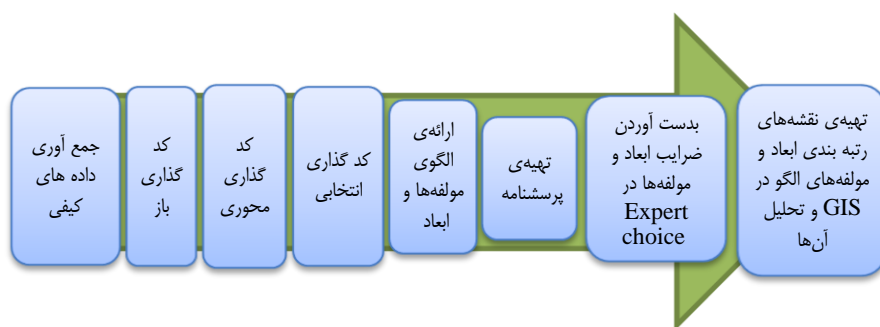 جمع آوری
داده های
کیفی
کد
گذاری
باز
کد
گذاری
محوری
کد گذاری
انتخابی
ارائه‌ی
الگوی
مولفه‌ها و
ابعاد
تهیه‌ی
پرسشنامه
بدست آوردن
ضرایب ابعاد و
مولفه‌ها در
Expert
choice
تهیه‌ی نقشه‌های
رتبه بندی ابعاد و
مولفه‌های الگو در
GIS و تحلیل
آن‌ها